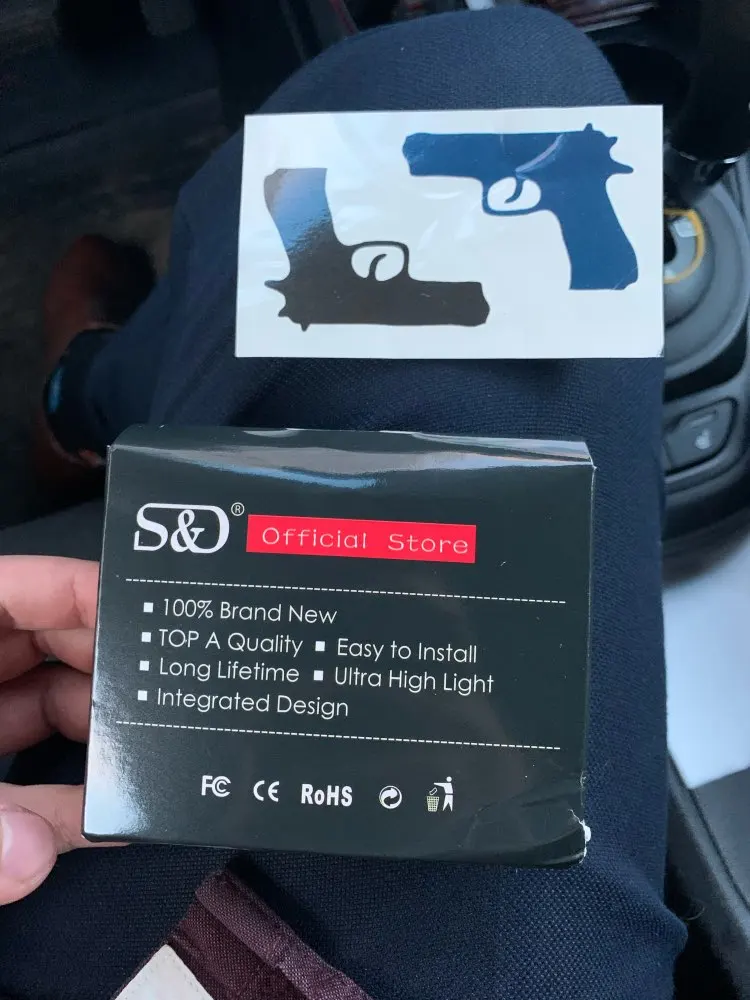 S&D® Official Store
100% Brand New
TOP A Quality ▪ Easy to Install
Long Lifetime ▪ Ultra High Light
Integrated Design
FC CE RoHS